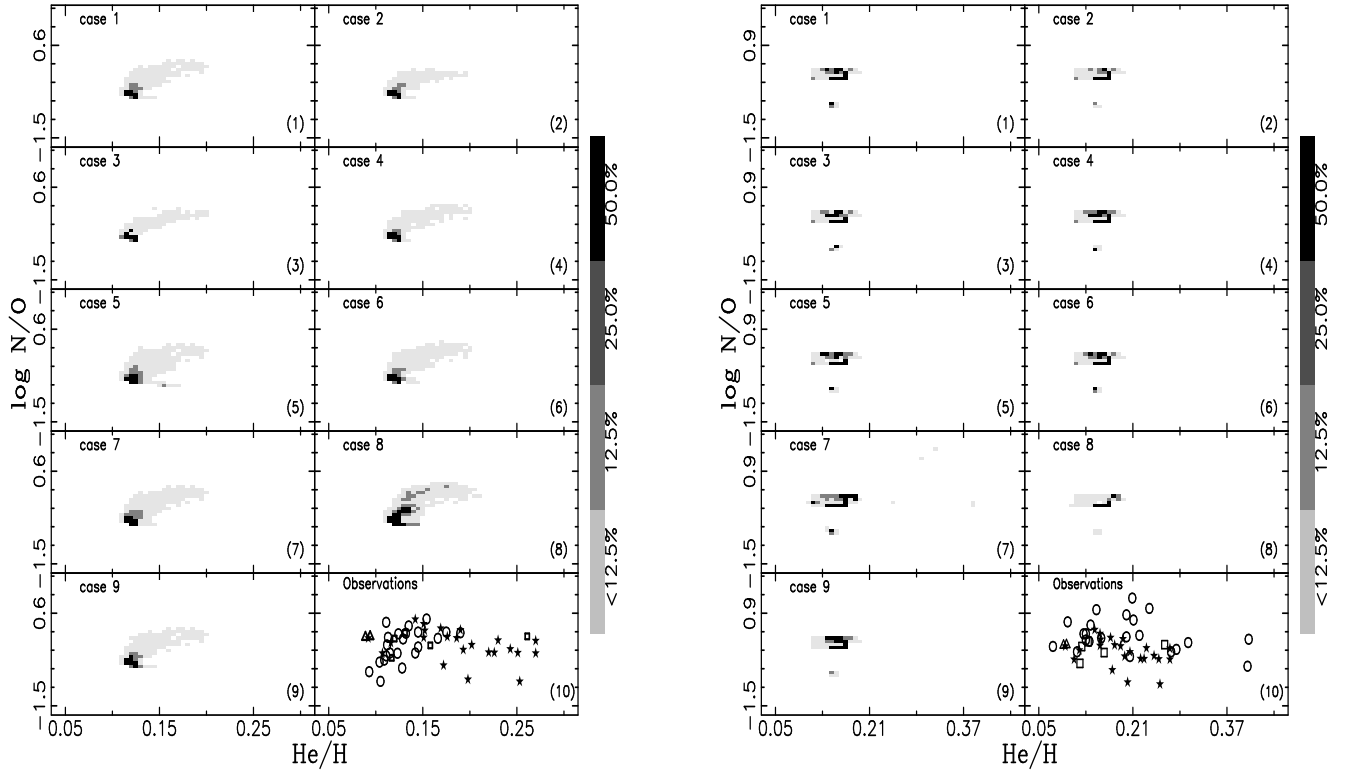 case 1
(1)
case 2
(2)
case 3
(3)
case 4
(4)
case 5
(5)
case 6
(6)
case 7
(7)
case 8
(8)
case 9
(9)
Observations
(10)
0.6
−1.5
0.6
−1.5
0.6
−1.5
0.6
−1.5
0.6
−1.5
log N/O
0.05 0.15 0.25 0.05 0.15 0.25
He/H
<12.5% 12.5% 25.0% 50.0%
case 1
(1)
case 2
(2)
case 3
(3)
case 4
(4)
case 5
(5)
case 6
(6)
case 7
(7)
case 8
(8)
case 9
(9)
Observations
(10)
0.9
−1.5
0.9
−1.5
0.9
−1.5
0.9
−1.5
0.9
−1.5
log N/O
0.05 0.21 0.37 0.05 0.21 0.37
He/H
<12.5% 12.5% 25.0% 50.0%